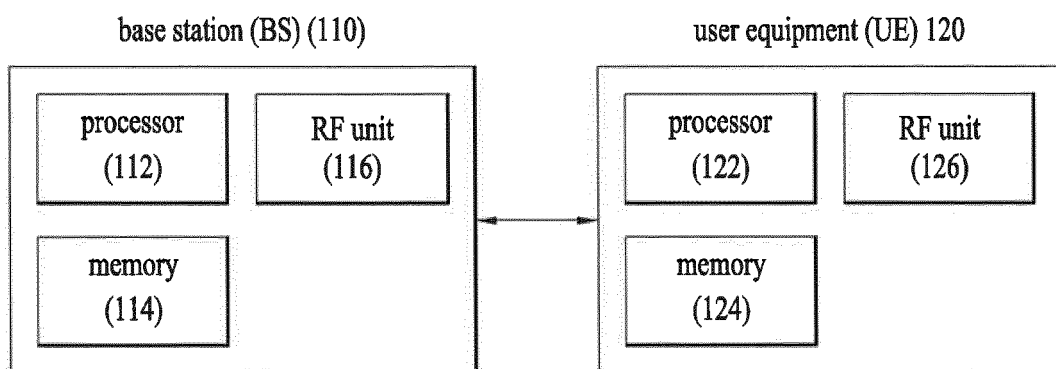 base station (BS) (110)
user equipment (UE) 120
processor
(112)
RF unit
(116)
memory
(114)
processor
(122)
RF unit
(126)
memory
(124)